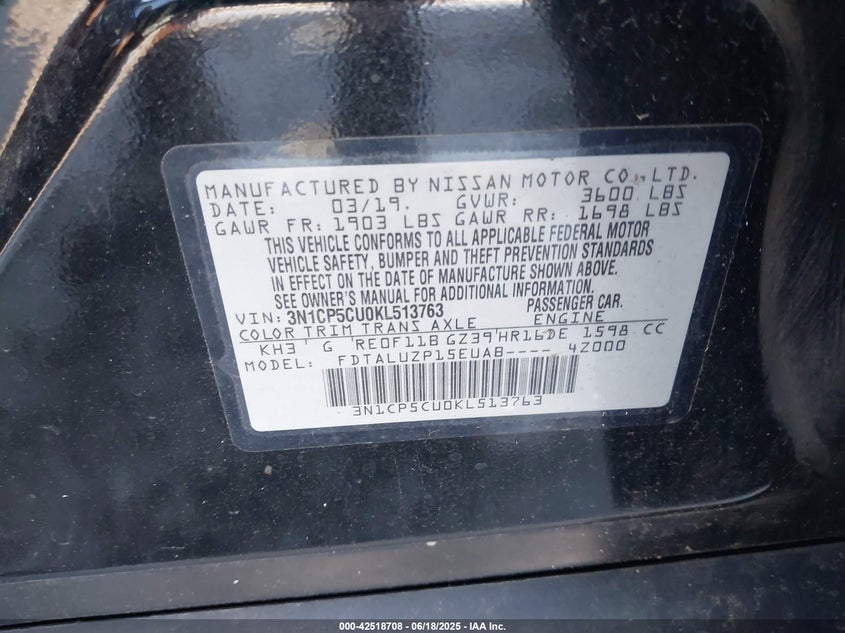 MANUFACTURED BY NISSAN MOTOR CO., LTD.
DATE: 03/19. GVWR: 3600 LBS
GAWR FR: 1903 LBS GAWR RR: 1698 LBS
THIS VEHICLE CONFORMS TO ALL APPLICABLE FEDERAL MOTOR
VEHICLE SAFETY, BUMPER AND THEFT PREVENTION STANDARDS
IN EFFECT ON THE DATE OF MANUFACTURE SHOWN ABOVE.
SEE OWNER'S MANUAL FOR ADDITIONAL INFORMATION.
VIN: 3N1CP5CU0KL513763 PASSENGER CAR.
COLOR TRIM TRANS AXLE ENGINE
KH3 G RE0F11B GZ39 HR16DE 1598 CC
MODEL: FDTALUZP15EUAB---- 4Z000
3N1CP5CU0KL513763
000-42518708 - 06/18/2025 - IAA Inc.